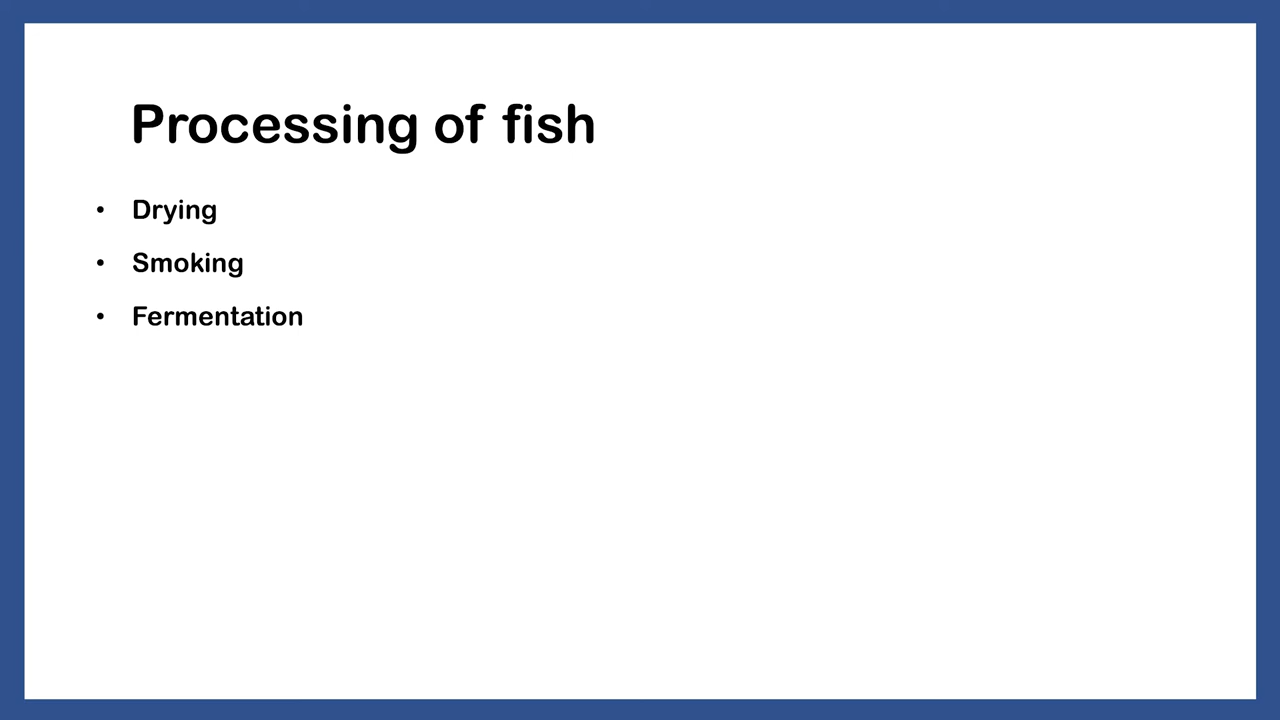 Processing of fish
• Drying
• Smoking
• Fermentation